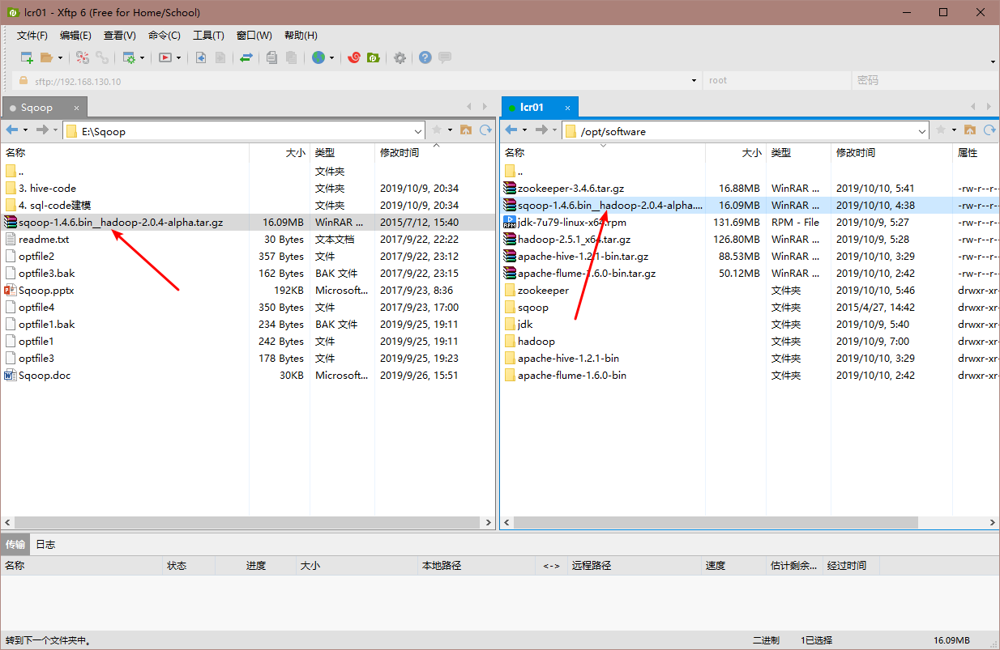 lcr01 - Xftp 6 (Free for Home/School)
文件(F) 编辑(E) 查看(V) 命令(C) 工具(T) 窗口(W) 帮助(H)
sftp://192.168.130.10 root 密码
Sqoop ×
E:\Sqoop
名称 大小 类型 修改时间
.. 文件夹
3. hive-code 文件夹 2019/10/9, 20:34
4. sql-code建模 文件夹 2019/10/9, 20:34
sqoop-1.4.6.bin__hadoop-2.0.4-alpha.tar.gz 16.09MB WinRAR ... 2015/7/12, 15:40
readme.txt 30 Bytes 文本文档 2017/9/22, 22:22
optfile2 357 Bytes 文件 2017/9/22, 23:12
optfile3.bak 162 Bytes BAK 文件 2017/9/22, 23:15
Sqoop.pptx 192KB Microsoft... 2017/9/23, 8:36
optfile4 350 Bytes 文件 2017/9/23, 17:00
optfile1.bak 234 Bytes BAK 文件 2019/9/25, 19:11
optfile1 242 Bytes 文件 2019/9/25, 19:11
optfile3 178 Bytes 文件 2019/9/25, 19:23
Sqoop.doc 30KB Microsoft... 2019/9/26, 15:51
lcr01 ×
/opt/software
名称 大小 类型 修改时间 属性
..
zookeeper-3.4.6.tar.gz 16.88MB WinRAR ... 2019/10/10, 5:41 -rw-r--r-
sqoop-1.4.6.bin__hadoop-2.0.4-alpha.... 16.09MB WinRAR ... 2019/10/10, 4:38 -rw-r--r-
RPM jdk-7u79-linux-x64.rpm 131.69MB RPM - File 2019/10/9, 5:27 -rw-r--r-
hadoop-2.5.1_x64.tar.gz 126.80MB WinRAR ... 2019/10/9, 5:28 -rw-r--r-
apache-hive-1.2.1-bin.tar.gz 88.53MB WinRAR ... 2019/10/10, 3:29 -rw-r--r-
apache-flume-1.6.0-bin.tar.gz 50.12MB WinRAR ... 2019/10/10, 2:42 -rw-r--r-
zookeeper 文件夹 2019/10/10, 5:46 drwxr-xr-
sqoop 文件夹 2015/4/27, 14:42 drwxr-xr-
jdk 文件夹 2019/10/9, 5:40 drwxr-xr-
hadoop 文件夹 2019/10/9, 7:00 drwxr-xr-
apache-hive-1.2.1-bin 文件夹 2019/10/10, 3:29 drwxr-xr-
apache-flume-1.6.0-bin 文件夹 2019/10/10, 2:42 drwxr-xr-
传输 日志
名称 状态 进度 大小 本地路径 <-> 远程路径 速度 估计剩余... 经过时间
转到下一个文件夹中。 二进制 1已选择 16.09MB